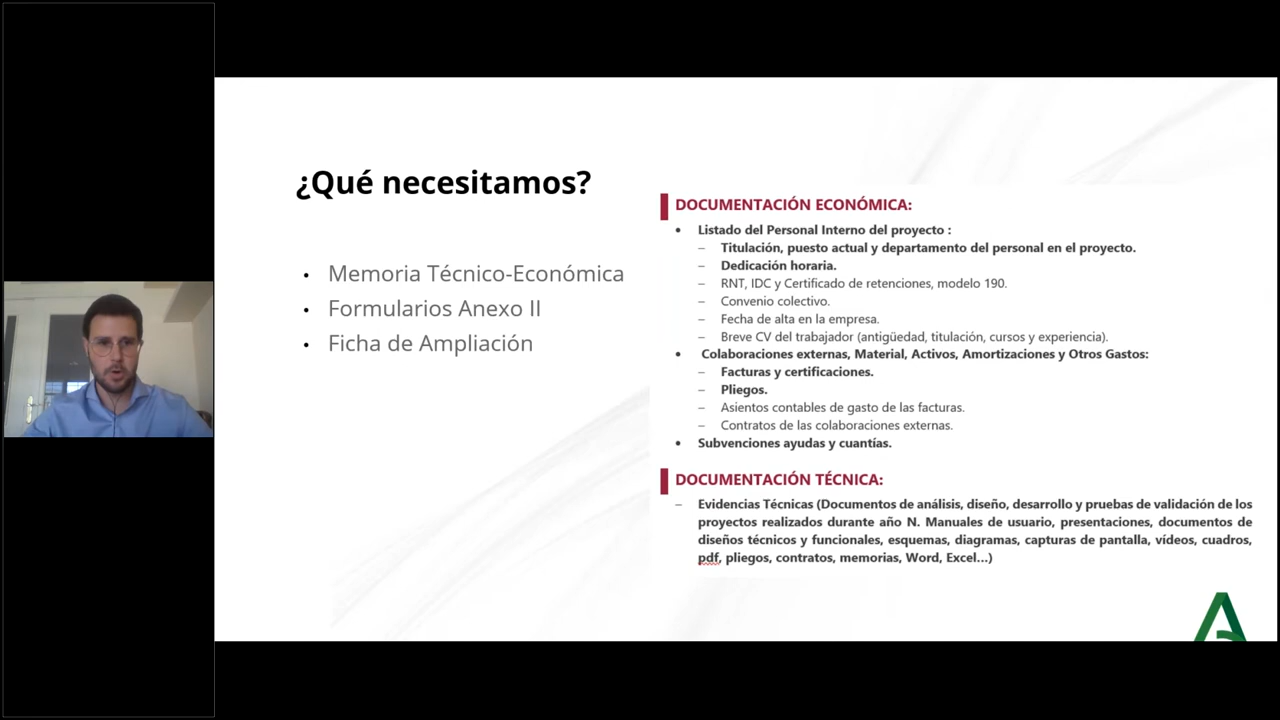 ¿Qué necesitamos?
• Memoria Técnico-Económica
• Formularios Anexo II
• Ficha de Ampliación
DOCUMENTACIÓN ECONÓMICA:
• Listado del Personal Interno del proyecto :
– Titulación, puesto actual y departamento del personal en el proyecto.
– Dedicación horaria.
– RNT, IDC y Certificado de retenciones, modelo 190.
– Convenio colectivo.
– Fecha de alta en la empresa.
– Breve CV del trabajador (antigüedad, titulación, cursos y experiencia).
• Colaboraciones externas, Material, Activos, Amortizaciones y Otros Gastos:
– Facturas y certificaciones.
– Pliegos.
– Asientos contables de gasto de las facturas.
– Contratos de las colaboraciones externas.
• Subvenciones ayudas y cuantías.
DOCUMENTACIÓN TÉCNICA:
– Evidencias Técnicas (Documentos de análisis, diseño, desarrollo y pruebas de validación de los
proyectos realizados durante año N. Manuales de usuario, presentaciones, documentos de
diseños técnicos y funcionales, esquemas, diagramas, capturas de pantalla, vídeos, cuadros,
pdf, pliegos, contratos, memorias, Word, Excel...)